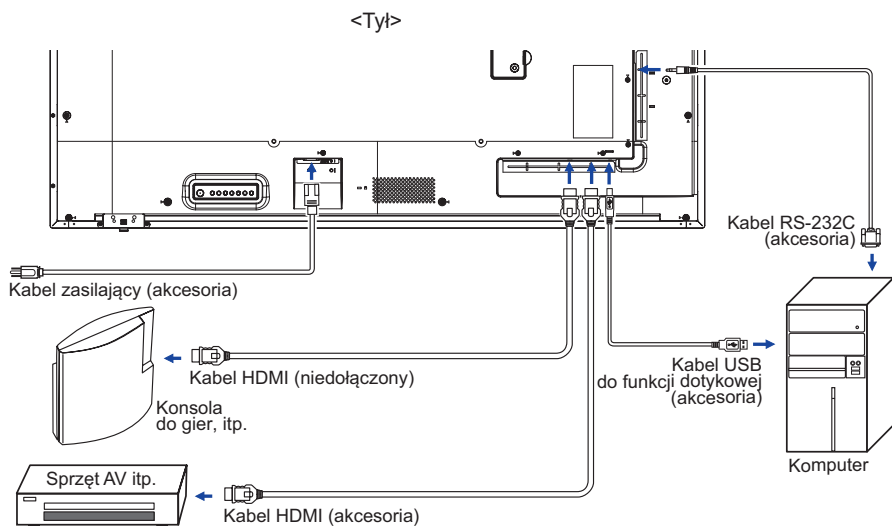 <Tył>
Kabel RS-232C
(akcesoria)
Kabel zasilający (akcesoria)
Kabel HDMI (niedołączony)
Kabel USB
do funkcji dotykowej
(akcesoria)
Konsola
do gier, itp.
Komputer
Sprzęt AV itp.
Kabel HDMI (akcesoria)